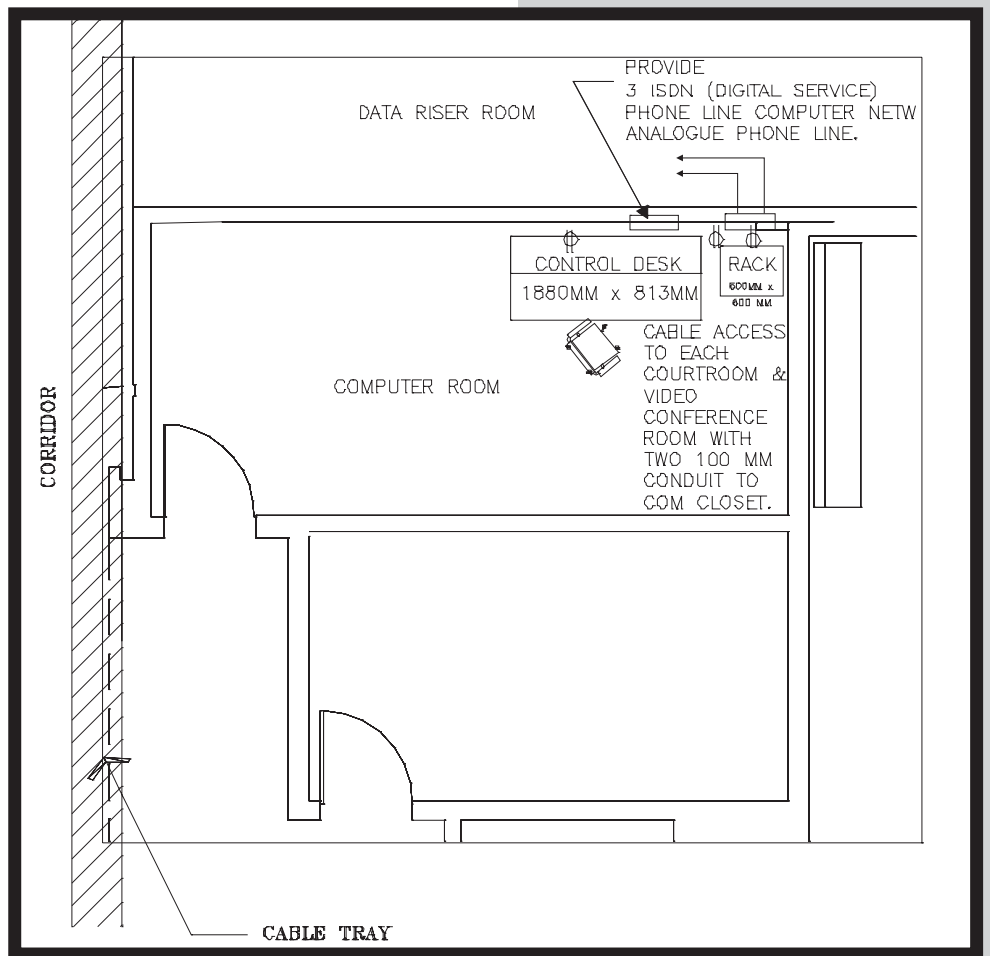 PROVIDE
3 ISDN (DIGITAL SERVICE)
PHONE LINE COMPUTER NETW
ANALOGUE PHONE LINE.
DATA RISER ROOM
CONTROL DESK
1880MM x 813MM
RACK
600MM x
600 MM
CABLE ACCESS
TO EACH
COURTROOM &
VIDEO
CONFERENCE
ROOM WITH
TWO 100 MM
CONDUIT TO
COM CLOSET.
COMPUTER ROOM
CORRIDOR
CABLE TRAY